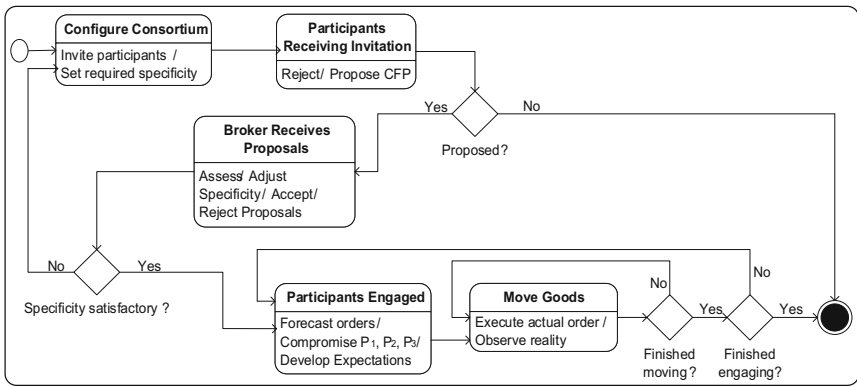 Configure Consortium
Invite participants /
Set required specificity
Participants
Receiving Invitation
Reject/ Propose CFP
Yes
No
Proposed?
Broker Receives
Proposals
Assess/ Adjust
Specificity/ Accept/
Reject Proposals
No
Yes
Specificity satisfactory ?
Participants Engaged
Forecast orders/
Compromise P1, P2, P3/
Develop Expectations
Move Goods
Execute actual order /
Observe reality
No
Yes
Finished
moving?
No
Yes
Finished
engaging?